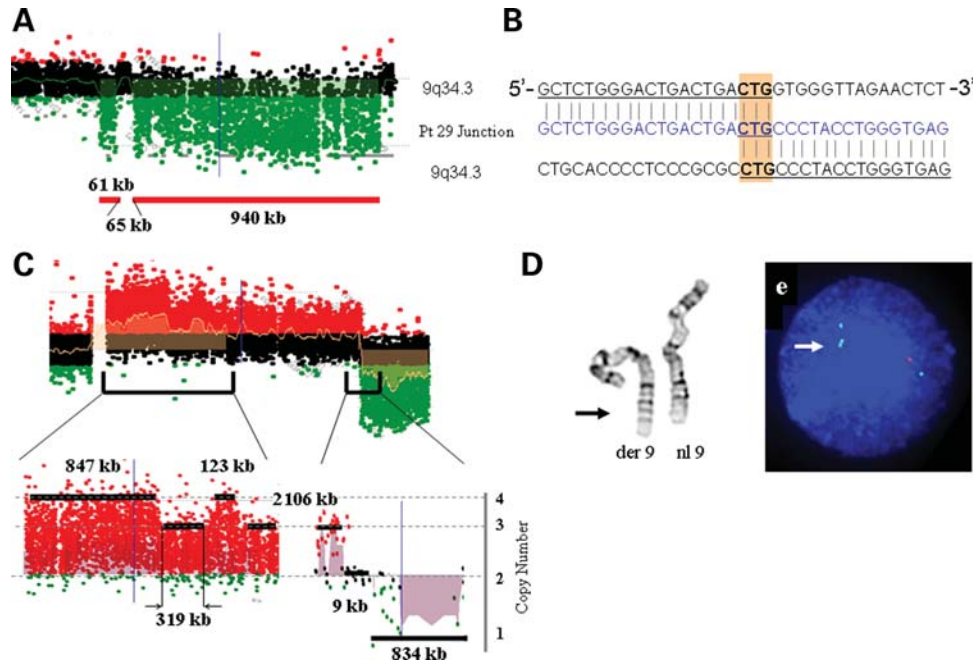 A
9q34.3
Pt 29 Junction
9q34.3
61 kb
65 kb
940 kb
B
5'- GCTCTGGGACTGACTGACTGGTGGGTTAGAACTCT -3'
GCTCTGGGACTGACTGACTGCCCTACCTGGGTGAG
CTGCACCCCTCCCGCGCCTGCCCTACCTGGGTGAG
C
847 kb
123 kb
2106 kb
319 kb
9 kb
834 kb
4
3
2
1
Copy Number
D
der 9
nl 9
e